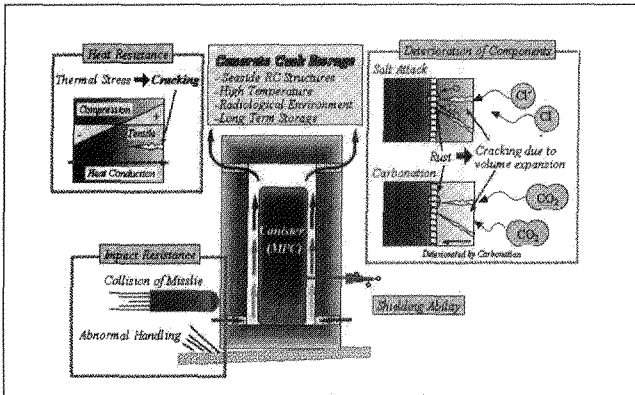 Heat Resistance
Thermal Stress → Cracking
Compression
Tensile
- +
Heat Conduction
Concrete Cask Storage
-Seaside RC Structures
-High Temperature
-Radiological Environment
-Long Term Storage
Deterioration of Components
Salt Attack
Cl⁻
Cl⁻
Rust → Cracking due to
volume expansion
Carbonation
CO₂
CO₂
Deteriorated by Carbonation
Canister
(MPC)
Impact Resistance
Collision of Missile
Abnormal Handling
Shielding Ability